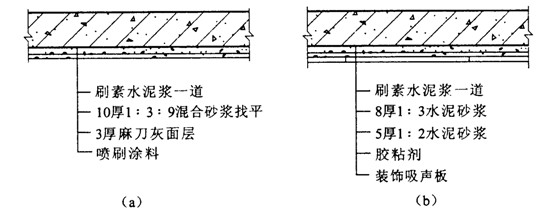 刷素水泥浆一道
10厚1：3：9混合砂浆找平
3厚麻刀灰面层
喷刷涂料
(a)
刷素水泥浆一道
8厚1：3水泥砂浆
5厚1：2水泥砂浆
胶粘剂
装饰吸声板
(b)